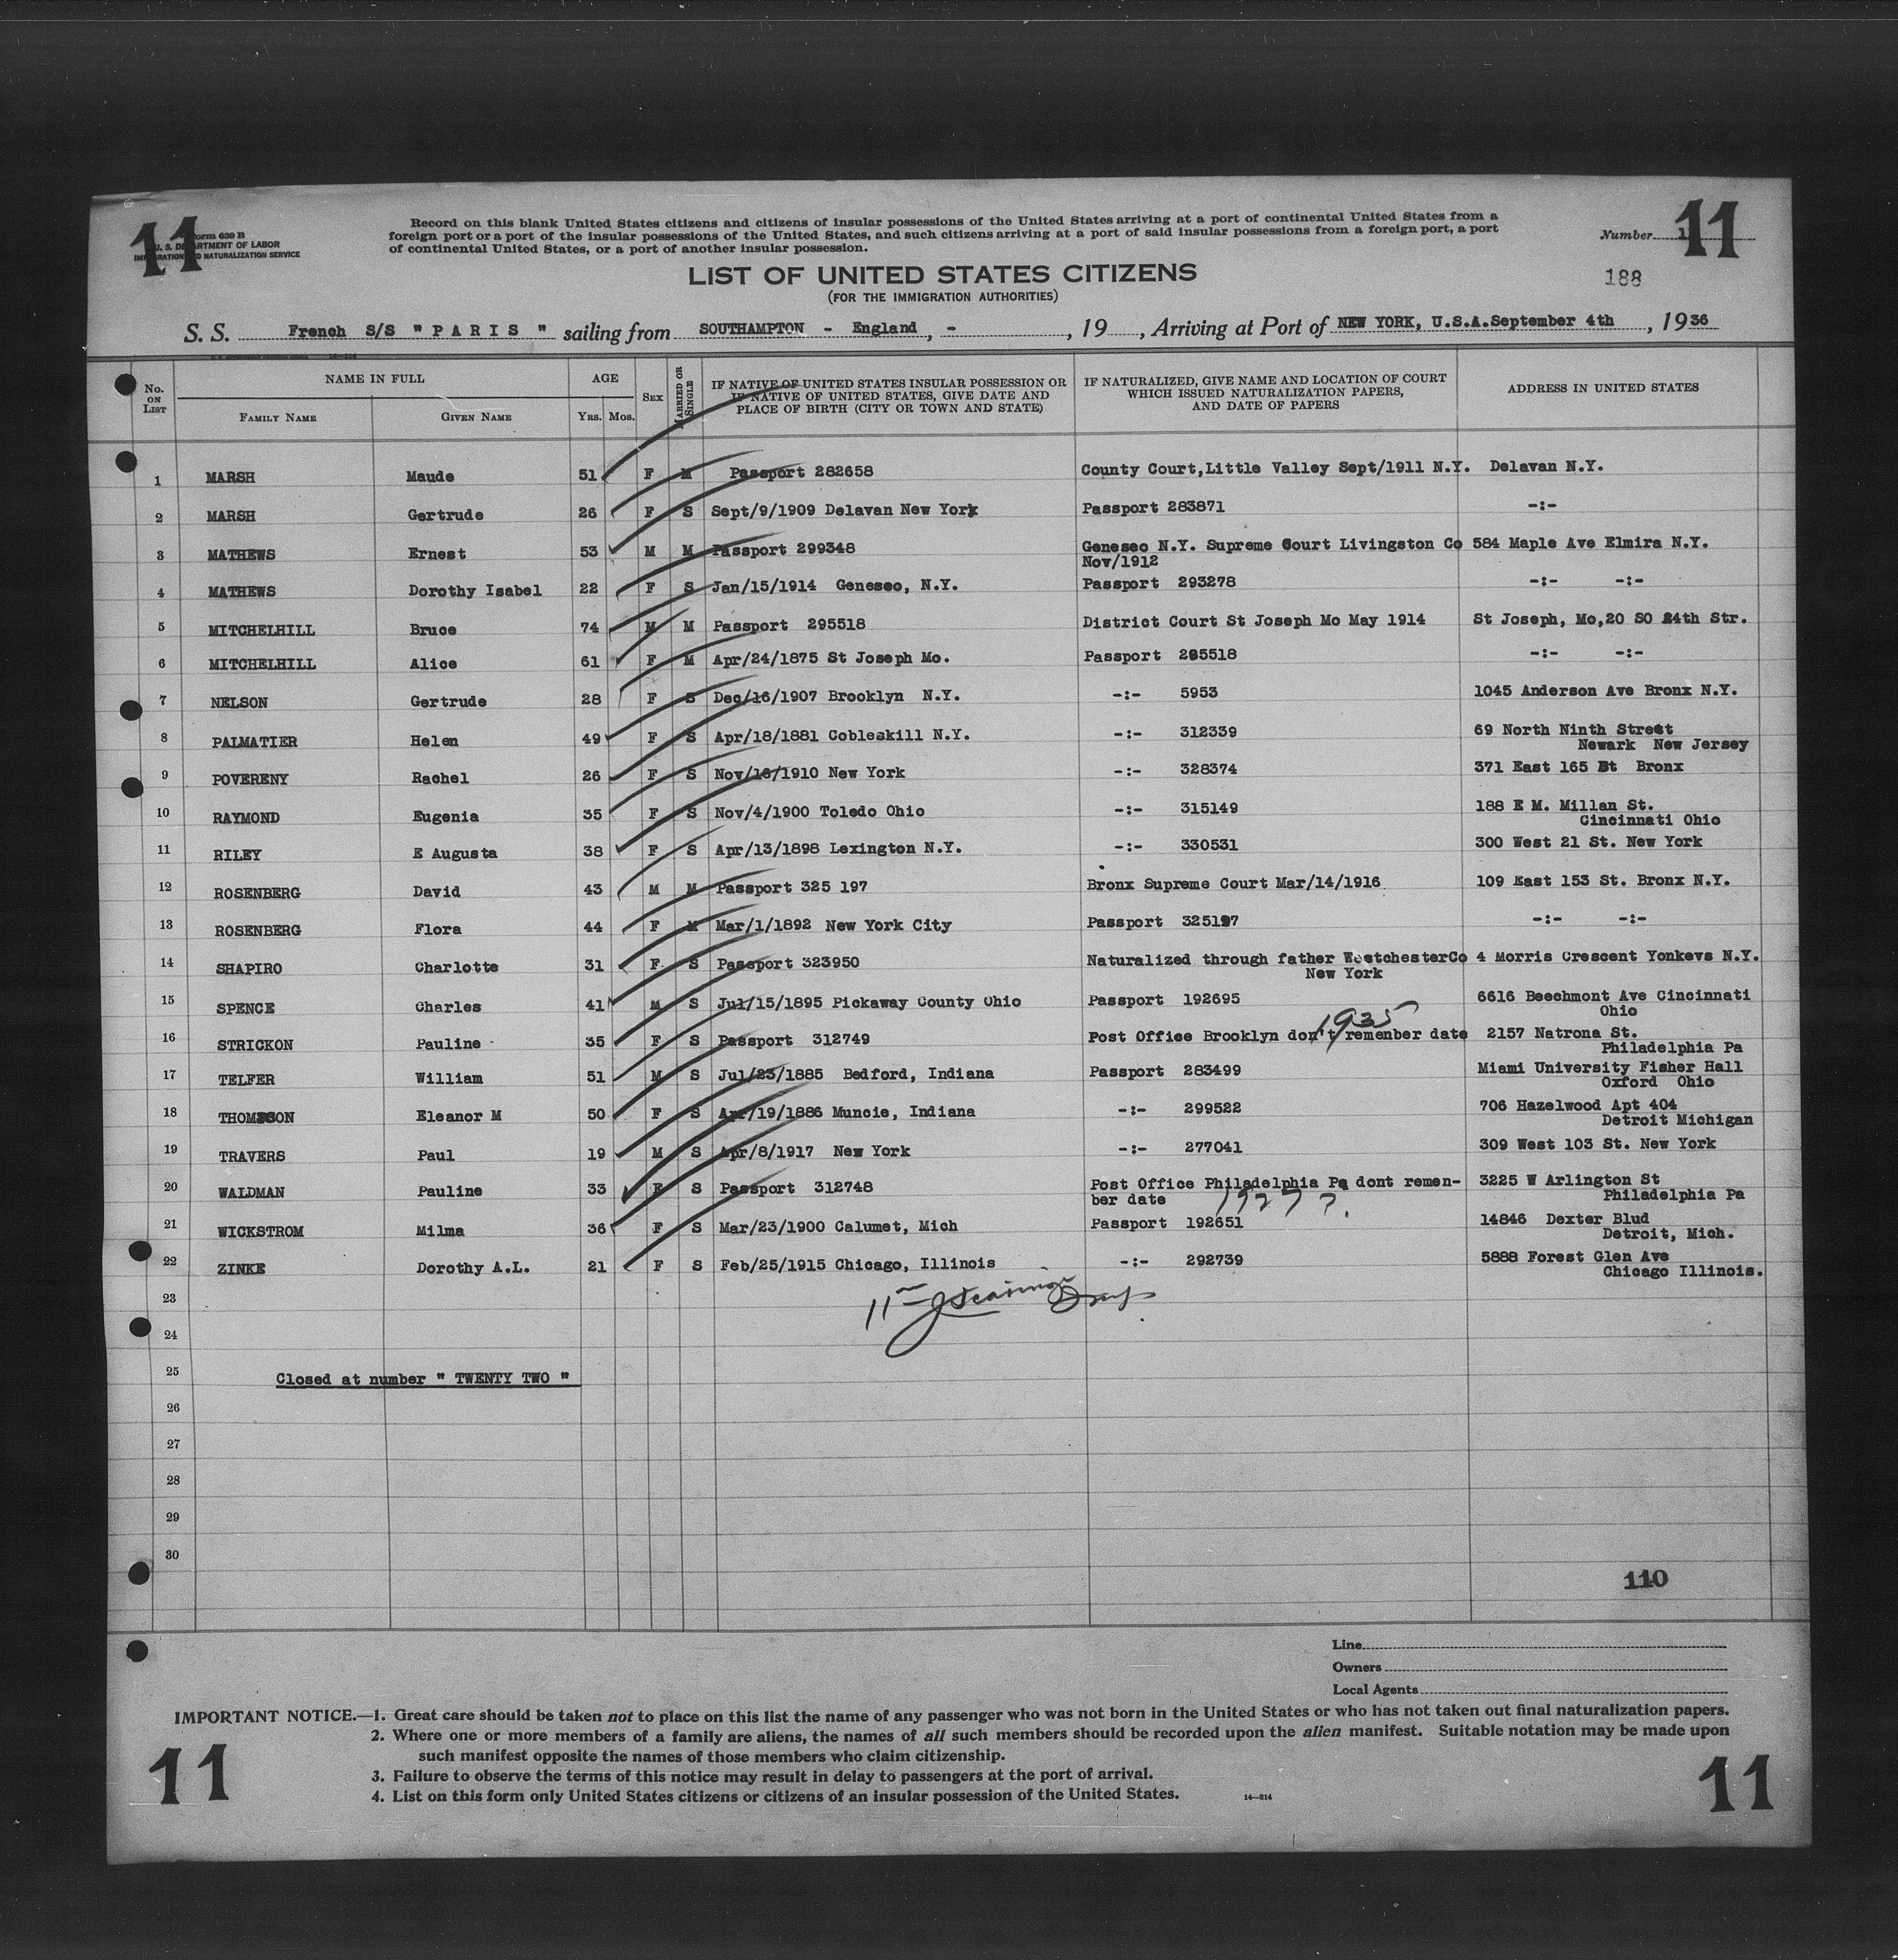 11
11
Form 630 B
U. S. DEPARTMENT OF LABOR
IMMIGRATION AND NATURALIZATION SERVICE
Record on this blank United States citizens and citizens of insular possessions of the United States arriving at a port of continental United States from a
foreign port or a port of the insular possessions of the United States, and such citizens arriving at a port of said insular possessions from a foreign port, a port
of continental United States, or a port of another insular possession.
Number
LIST OF UNITED STATES CITIZENS
188
(FOR THE IMMIGRATION AUTHORITIES)
S. S. French S/S " P A R I S " sailing from SOUTHAMPTON - England, - , 19 , Arriving at Port of NEW YORK, U.S.A. September 4th , 1936
No. ON LIST NAME IN FULL AGE SEX MARRIED OR SINGLE IF NATIVE OF UNITED STATES INSULAR POSSESSION OR IF NATIVE OF UNITED STATES, GIVE DATE AND PLACE OF BIRTH (CITY OR TOWN AND STATE) IF NATURALIZED, GIVE NAME AND LOCATION OF COURT WHICH ISSUED NATURALIZATION PAPERS, AND DATE OF PAPERS ADDRESS IN UNITED STATES
FAMILY NAME GIVEN NAME YRS. MOS.
1 MARSH Maude 51 F M Passport 282658 County Court, Little Valley Sept/1911 N.Y. Delavan N.Y.
2 MARSH Gertrude 26 F S Sept/9/1909 Delavan New York Passport 283871 -:-
3 MATHEWS Ernest 53 M M Passport 299348 Geneseo N.Y. Supreme Court Livingston Co 584 Maple Ave Elmira N.Y.
Nov/1912
4 MATHEWS Dorothy Isabel 22 F S Jan/15/1914 Geneseo, N.Y. Passport 293278 -:- -:-
5 MITCHELHILL Bruce 74 M M Passport 295518 District Court St Joseph Mo May 1914 St Joseph, Mo, 20 SO 24th Str.
6 MITCHELHILL Alice 61 F M Apr/24/1875 St Joseph Mo. Passport 295518 -:- -:-
7 NELSON Gertrude 28 F S Dec/16/1907 Brooklyn N.Y. -:- 5953 1045 Anderson Ave Bronx N.Y.
8 PALMATIER Helen 49 F S Apr/18/1881 Cobleskill N.Y. -:- 312339 69 North Ninth Street
Newark New Jersey
9 POVERENY Rachel 26 F S Nov/16/1910 New York -:- 328374 371 East 165 St Bronx
10 RAYMOND Eugenia 35 F S Nov/4/1900 Toledo Ohio -:- 315149 188 E M. Millan St.
Cincinnati Ohio
11 RILEY E Augusta 38 F S Apr/13/1898 Lexington N.Y. -:- 330531 300 West 21 St. New York
12 ROSENBERG David 43 M M Passport 325 197 Bronx Supreme Court Mar/14/1916 109 East 153 St. Bronx N.Y.
13 ROSENBERG Flora 44 F M Mar/1/1892 New York City Passport 325197 -:- -:-
14 SHAPIRO Charlotte 31 F S Passport 323950 Naturalized through father WestchesterCo 4 Morris Crescent Yonkevs N.Y.
New York
15 SPENCE Charles 41 M S Jul/15/1895 Pickaway County Ohio Passport 192695 6616 Beechmont Ave Cincinnati
Ohio
1935
16 STRICKON Pauline 35 F S Passport 312749 Post Office Brooklyn don't remenber date 2157 Natrona St.
Philadelphia Pa
17 TELFER William 51 M S Jul/23/1885 Bedford, Indiana Passport 283499 Miami University Fisher Hall
Oxford Ohio
18 THOMSON Eleanor M 50 F S Apr/19/1886 Muncie, Indiana -:- 299522 706 Hazelwood Apt 404
Detroit Michigan
19 TRAVERS Paul 19 M S Apr/8/1917 New York -:- 277041 309 West 103 St. New York
20 WALDMAN Pauline 33 F S Passport 312748 Post Office Philadelphia Pa dont remen- 3225 W Arlington St
ber date 1927 ?. Philadelphia Pa
21 WICKSTROM Milma 36 F S Mar/23/1900 Calumet, Mich Passport 192651 14846 Dexter Blud
Detroit, Mich.
22 ZINKE Dorothy A.L. 21 F S Feb/25/1915 Chicago, Illinois -:- 292739 5888 Forest Glen Ave
Chicago Illinois.
23
24
25 Closed at number " TWENTY TWO "
26
27
28
29
30
110
Line
Owners
Local Agents
IMPORTANT NOTICE.—1. Great care should be taken not to place on this list the name of any passenger who was not born in the United States or who has not taken out final naturalization papers.
2. Where one or more members of a family are aliens, the names of all such members should be recorded upon the alien manifest. Suitable notation may be made upon
such manifest opposite the names of those members who claim citizenship.
3. Failure to observe the terms of this notice may result in delay to passengers at the port of arrival.
4. List on this form only United States citizens or citizens of an insular possession of the United States. 14—214
11
11